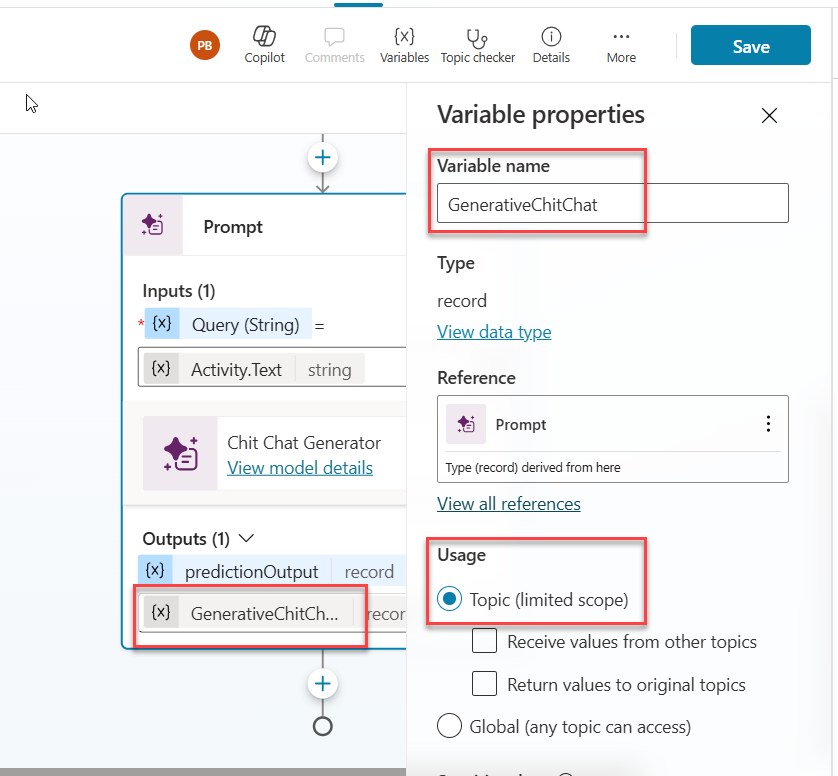 PB
Copilot
Comments
{x}
Variables
Topic checker
Details
More
Save
Variable properties
Variable name
GenerativeChitChat
Type
record
View data type
Reference
Prompt
Type (record) derived from here
View all references
Usage
Topic (limited scope)
Receive values from other topics
Return values to original topics
Global (any topic can access)
Prompt
Inputs (1)
* {x} Query (String) =
{x} Activity.Text string
Chit Chat Generator
View model details
Outputs (1)
{x} predictionOutput record
{x} GenerativeChitCh... recor